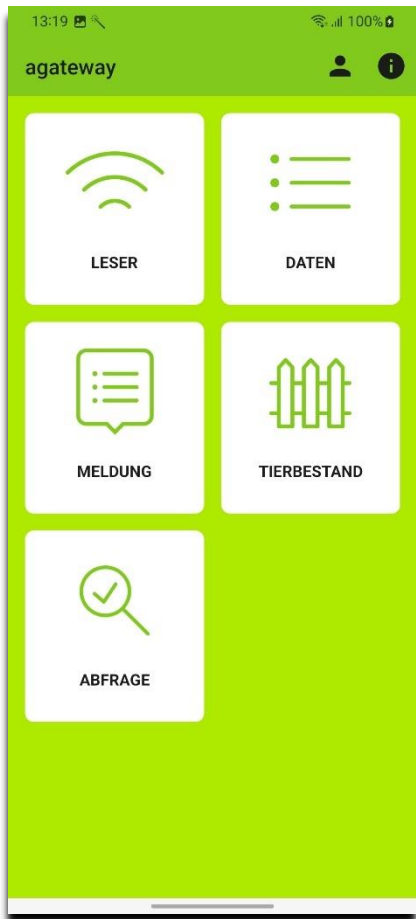 13:19 100%
agateway
LESER DATEN
MELDUNG TIERBESTAND
ABFRAGE